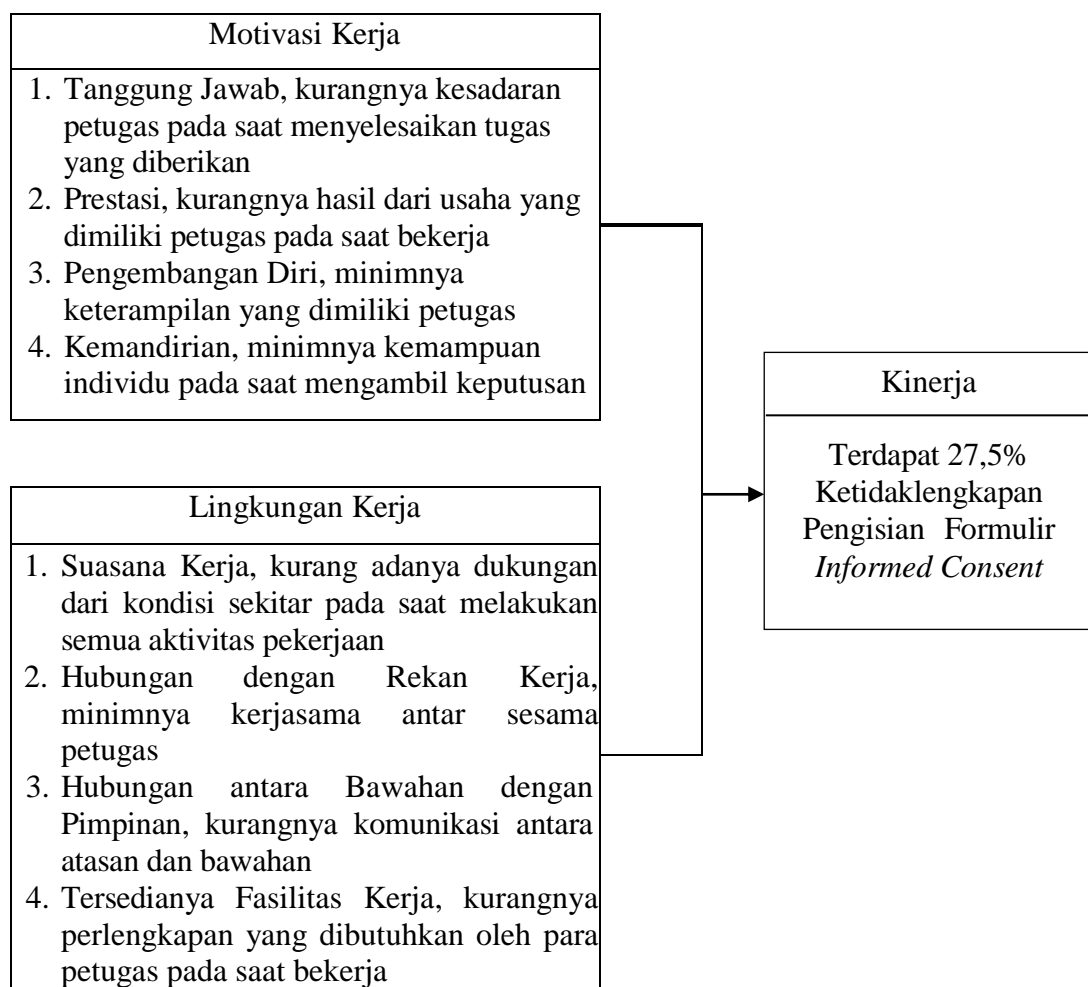 Motivasi Kerja
1. Tanggung Jawab, kurangnya kesadaran
petugas pada saat menyelesaikan tugas
yang diberikan
2. Prestasi, kurangnya hasil dari usaha yang
dimiliki petugas pada saat bekerja
3. Pengembangan Diri, minimnya
keterampilan yang dimiliki petugas
4. Kemandirian, minimnya kemampuan
individu pada saat mengambil keputusan
Lingkungan Kerja
1. Suasana Kerja, kurang adanya dukungan
dari kondisi sekitar pada saat melakukan
semua aktivitas pekerjaan
2. Hubungan dengan Rekan Kerja,
minimnya kerjasama antar sesama
petugas
3. Hubungan antara Bawahan dengan
Pimpinan, kurangnya komunikasi antara
atasan dan bawahan
4. Tersedianya Fasilitas Kerja, kurangnya
perlengkapan yang dibutuhkan oleh para
petugas pada saat bekerja
Kinerja
Terdapat 27,5%
Ketidaklengkapan
Pengisian Formulir
Informed Consent